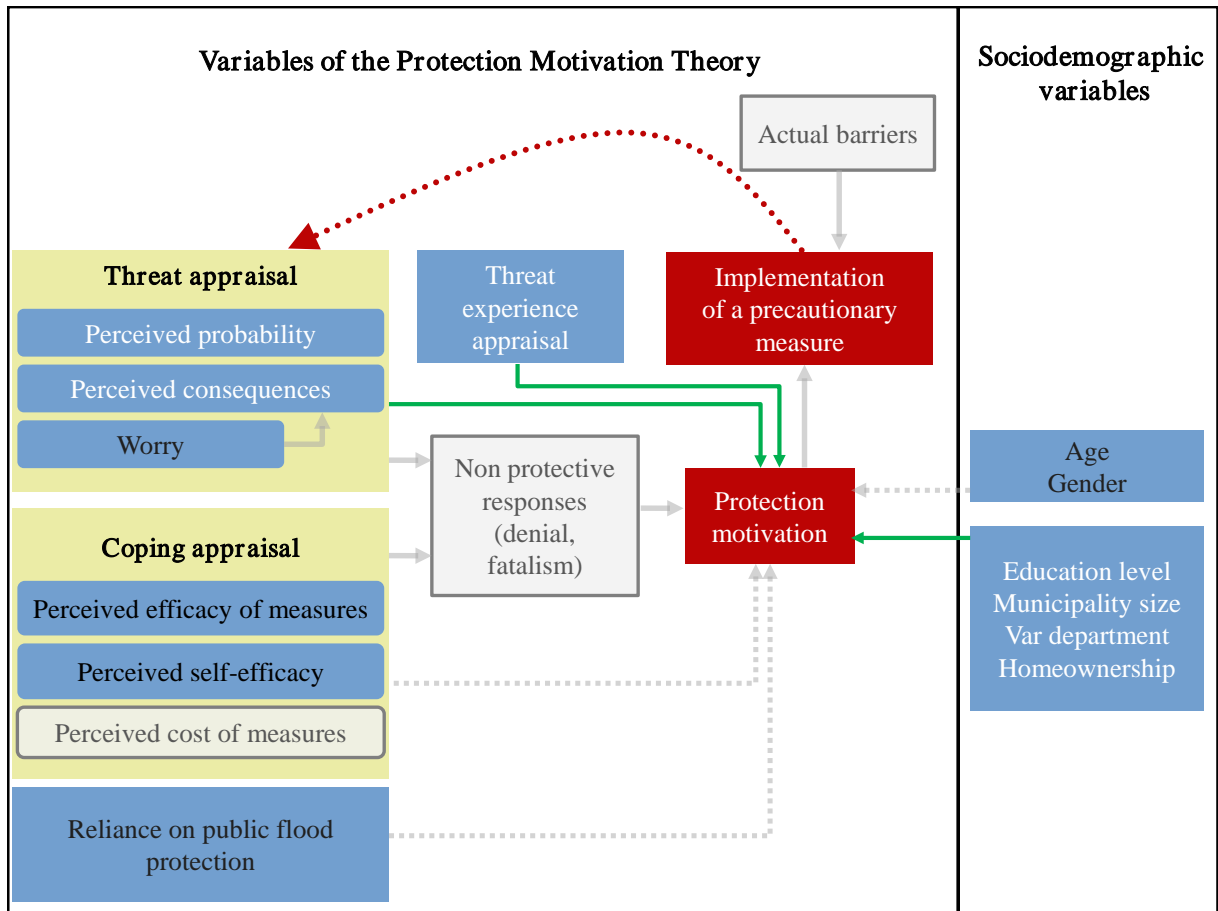 Variables of the Protection Motivation Theory
Sociodemographic
variables
Actual barriers
Threat appraisal
Perceived probability
Perceived consequences
Worry
Threat
experience
appraisal
Implementation
of a precautionary
measure
Non protective
responses
(denial,
fatalism)
Protection
motivation
Age
Gender
Coping appraisal
Perceived efficacy of measures
Perceived self-efficacy
Perceived cost of measures
Education level
Municipality size
Var department
Homeownership
Reliance on public flood
protection